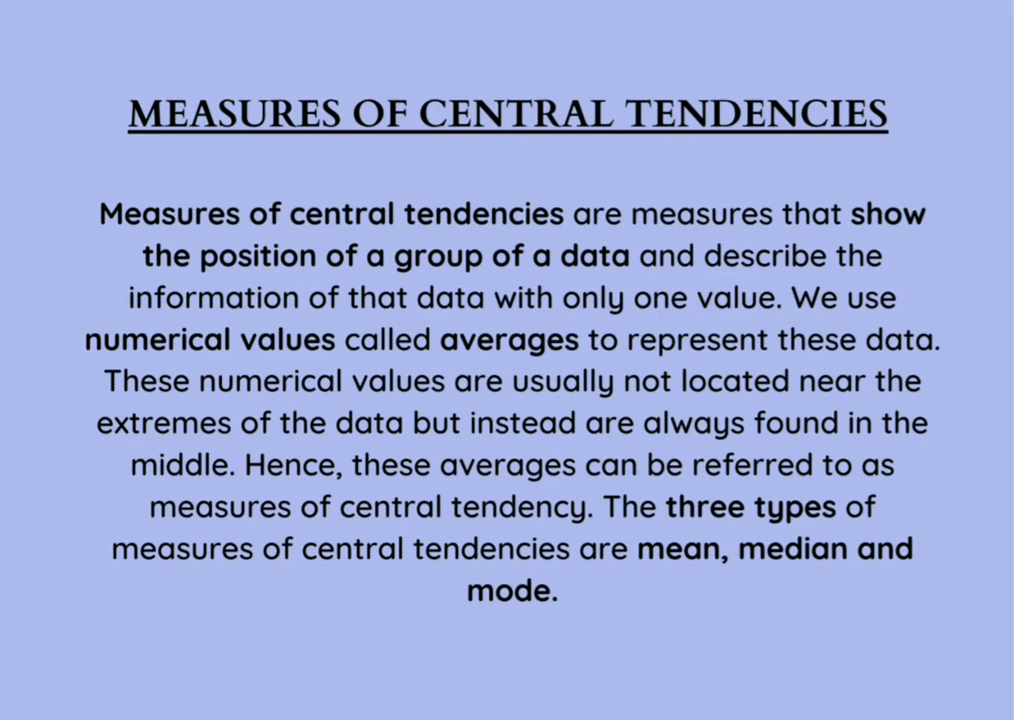 MEASURES OF CENTRAL TENDENCIES
Measures of central tendencies are measures that show
the position of a group of a data and describe the
information of that data with only one value. We use
numerical values called averages to represent these data.
These numerical values are usually not located near the
extremes of the data but instead are always found in the
middle. Hence, these averages can be referred to as
measures of central tendency. The three types of
measures of central tendencies are mean, median and
mode.